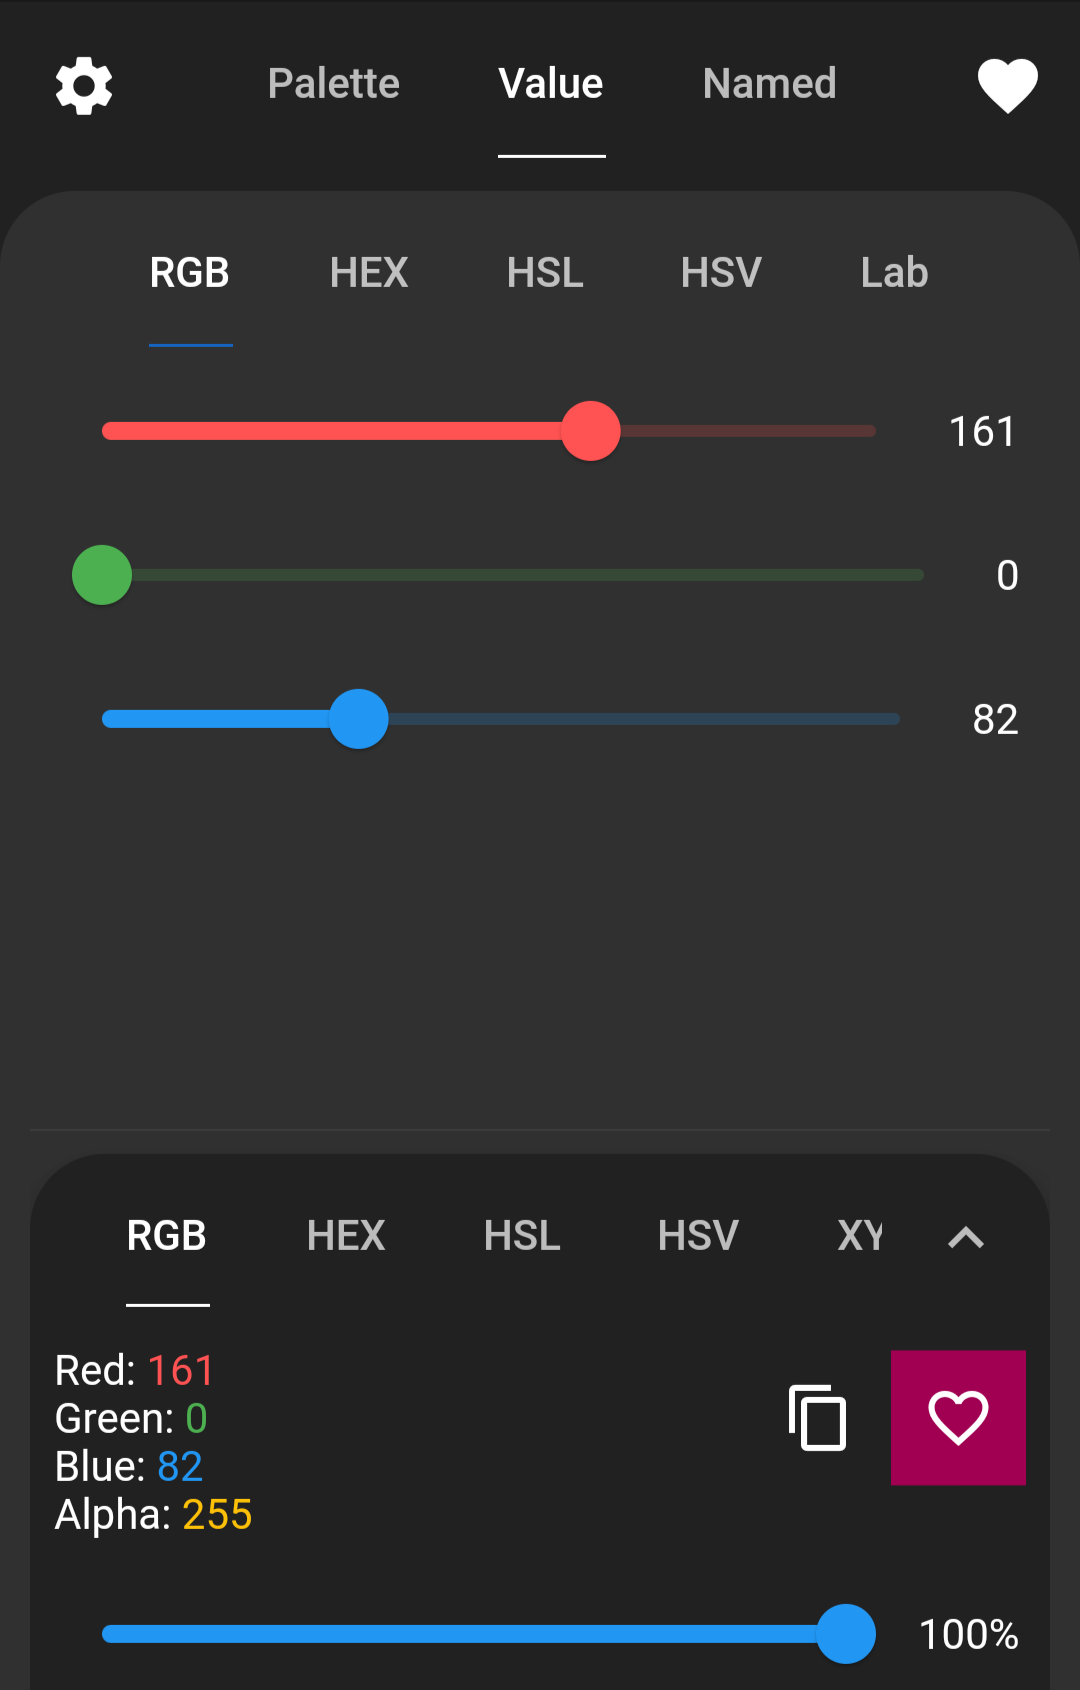 Palette Value Named
RGB HEX HSL HSV Lab
161
0
82
RGB HEX HSL HSV XY
Red: 161
Green: 0
Blue: 82
Alpha: 255
100%